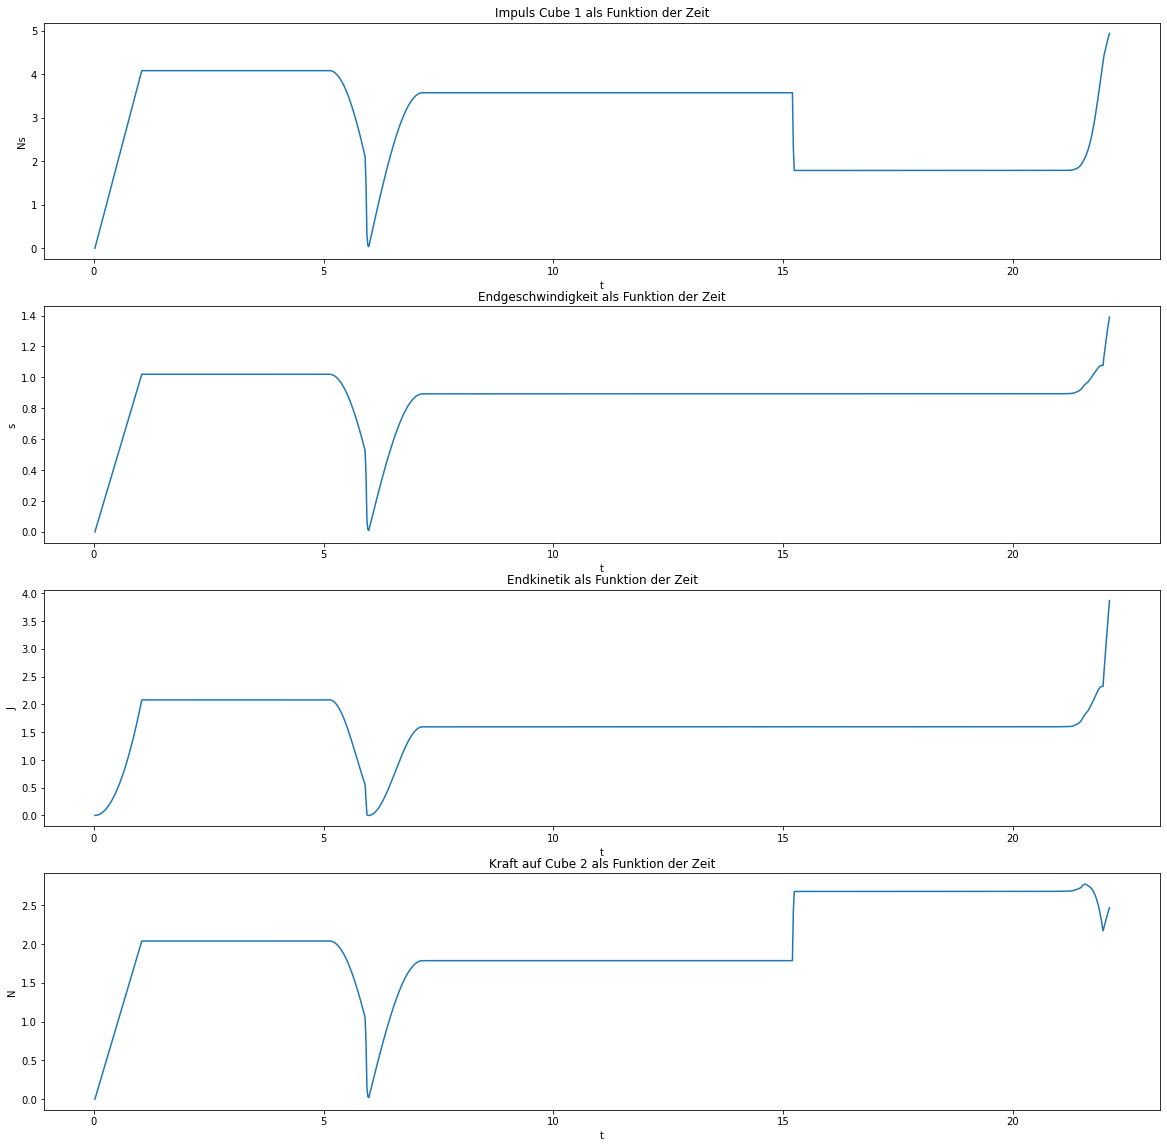 Impuls Cube 1 als Funktion der Zeit
5
4
3
2
1
0
Ns
0 5 10 15 20
t
Endgeschwindigkeit als Funktion der Zeit
1.4
1.2
1.0
0.8
0.6
0.4
0.2
0.0
s
0 5 10 15 20
t
Endkinetik als Funktion der Zeit
4.0
3.5
3.0
2.5
2.0
1.5
1.0
0.5
0.0
J
0 5 10 15 20
t
Kraft auf Cube 2 als Funktion der Zeit
2.5
2.0
1.5
1.0
0.5
0.0
N
0 5 10 15 20
t